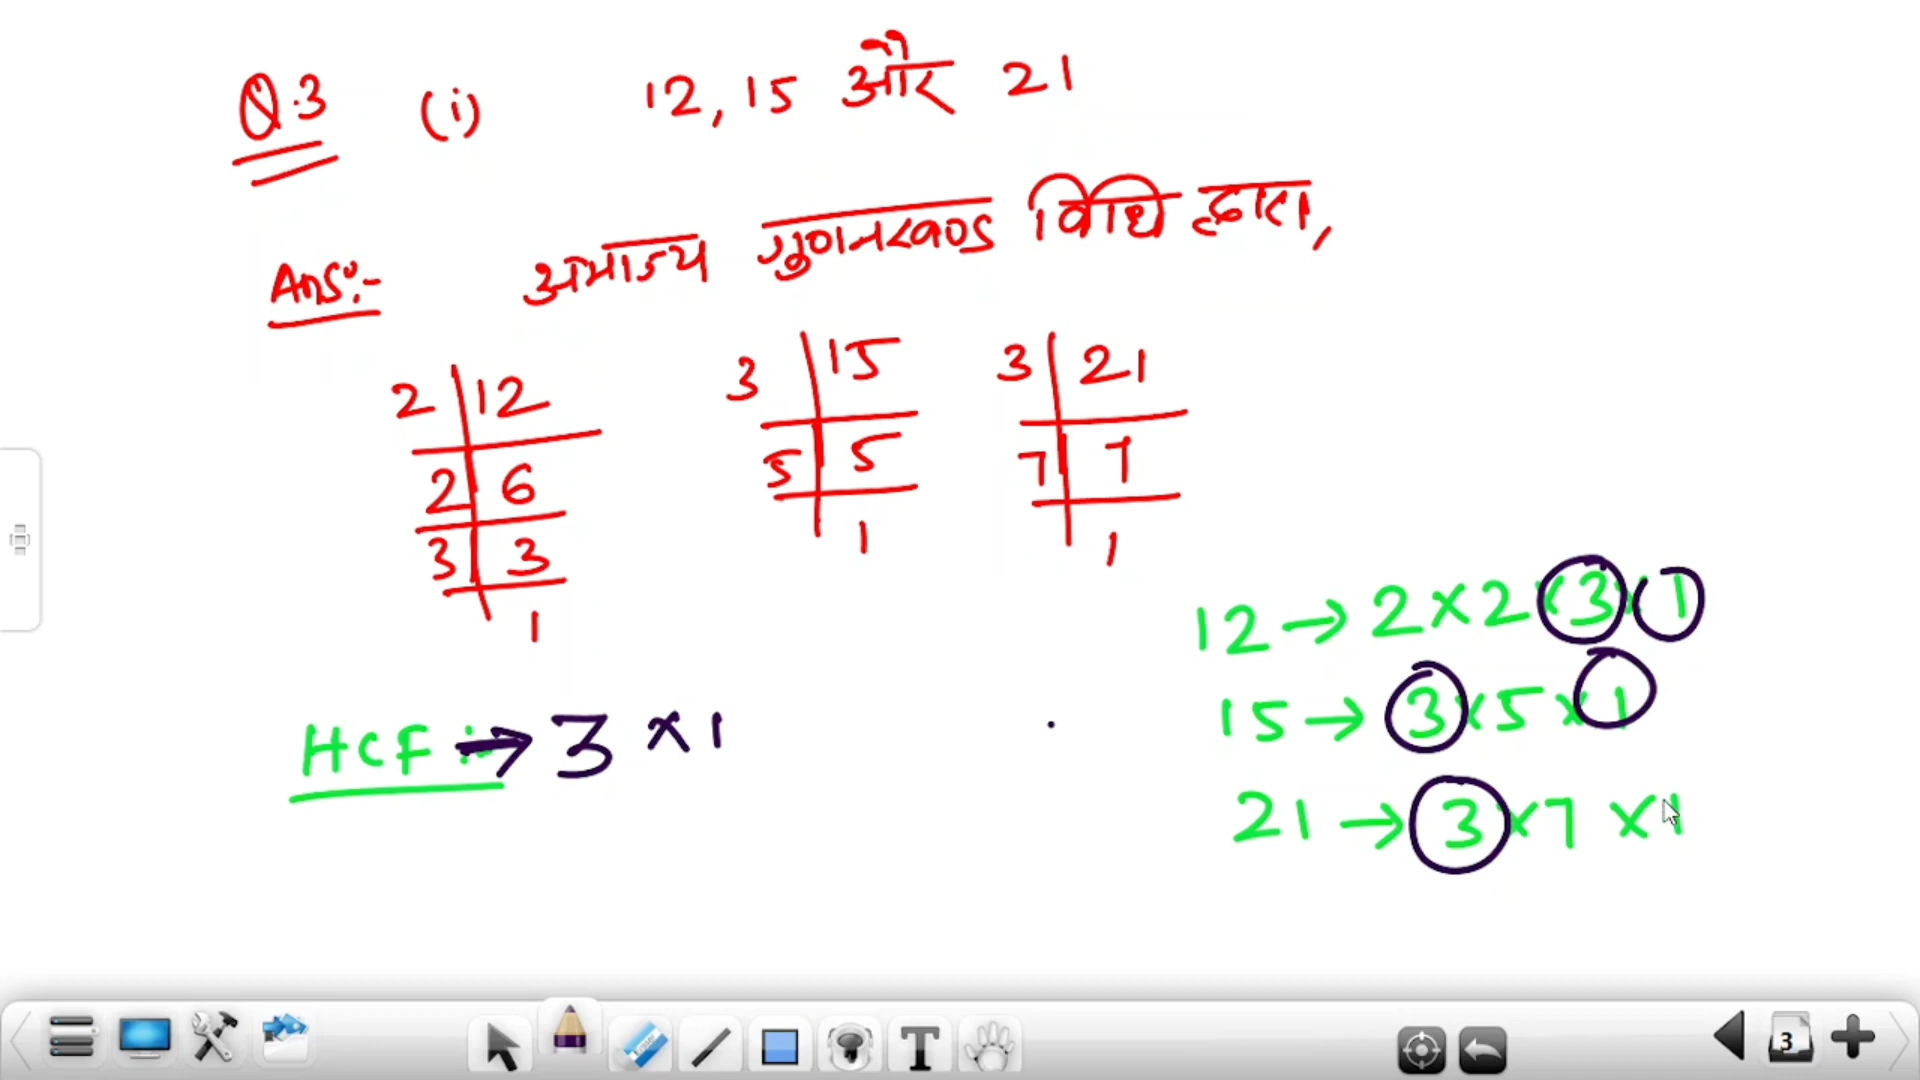 Q.3 (i) 12, 15 और 21
Ans:- अभाज्य गुणनखण्ड विधि द्वारा,
2 | 12
2 | 6
3 | 3
1
3 | 15
5 | 5
1
3 | 21
7 | 7
1
12 → 2 × 2 × 3 × 1
15 → 3 × 5 × 1
21 → 3 × 7 × 1
HCF :→ 3 × 1
Eraser
T
3